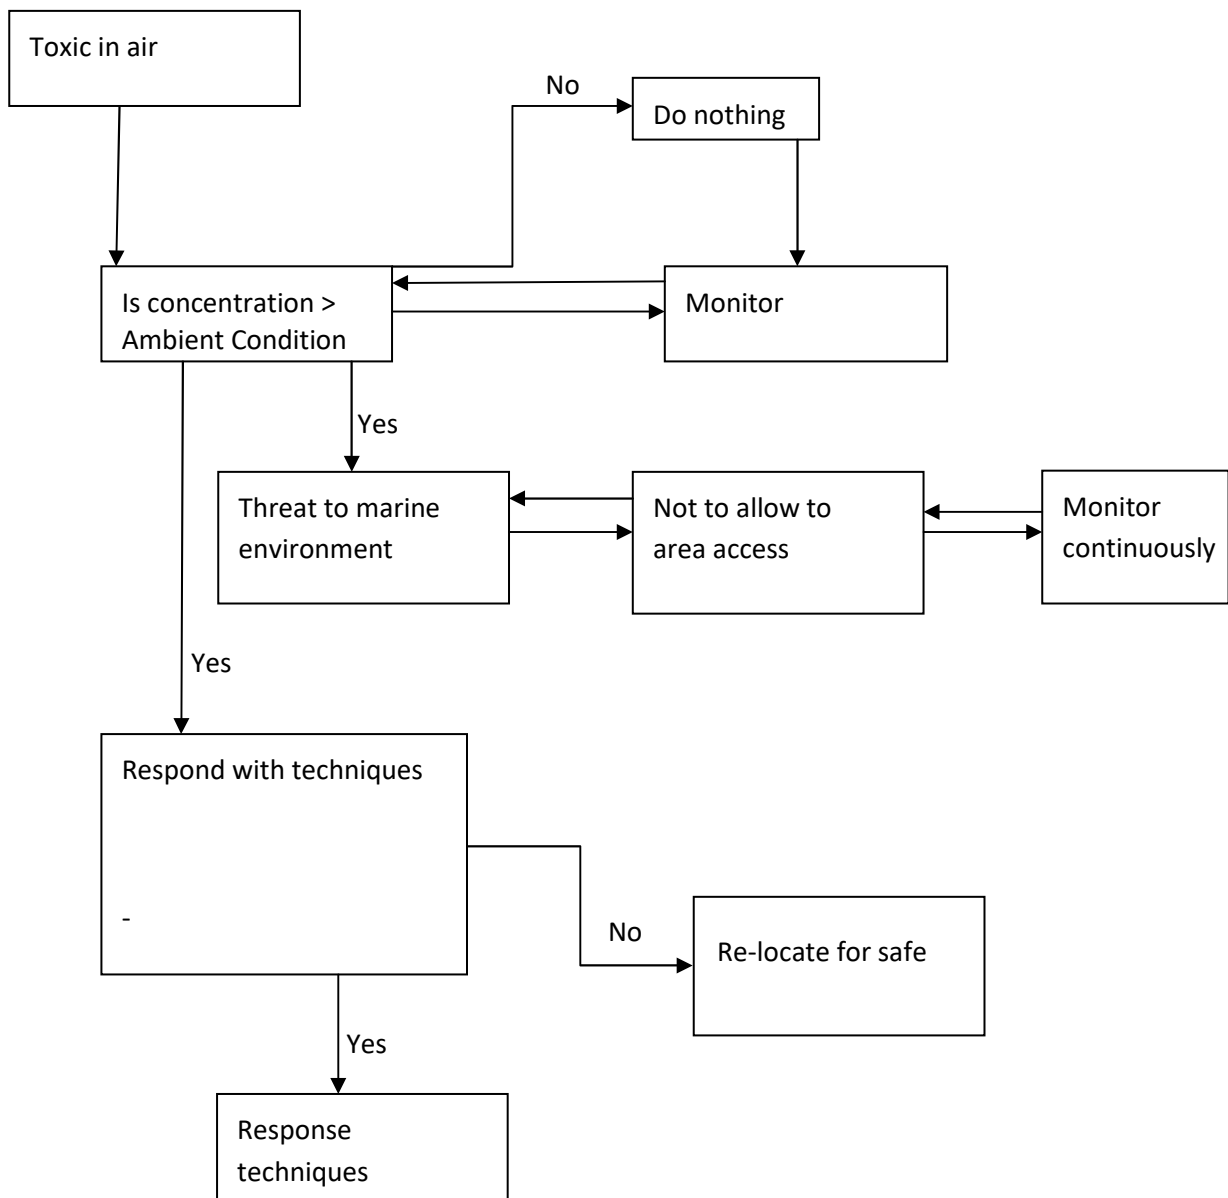 Toxic in air
No
Do nothing
Is concentration >
Ambient Condition
Monitor
Yes
Threat to marine
environment
Not to allow to
area access
Monitor
continuously
Yes
Respond with techniques
-
No
Re-locate for safe
Yes
Response
techniques